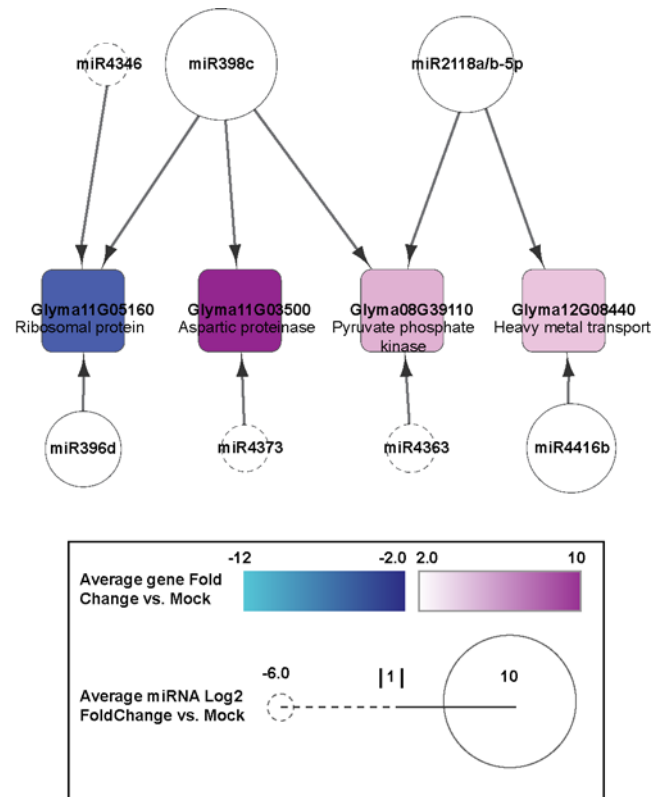 miR4346
miR398c
miR2118a/b-5p
Glyma11G05160
Ribosomal protein
Glyma11G03500
Aspartic proteinase
Glyma08G39110
Pyruvate phosphate
kinase
Glyma12G08440
Heavy metal transport
miR396d
miR4373
miR4363
miR4416b
-12
-2.0
2.0
10
Average gene Fold
Change vs. Mock
-6.0
|1|
10
Average miRNA Log2
FoldChange vs. Mock